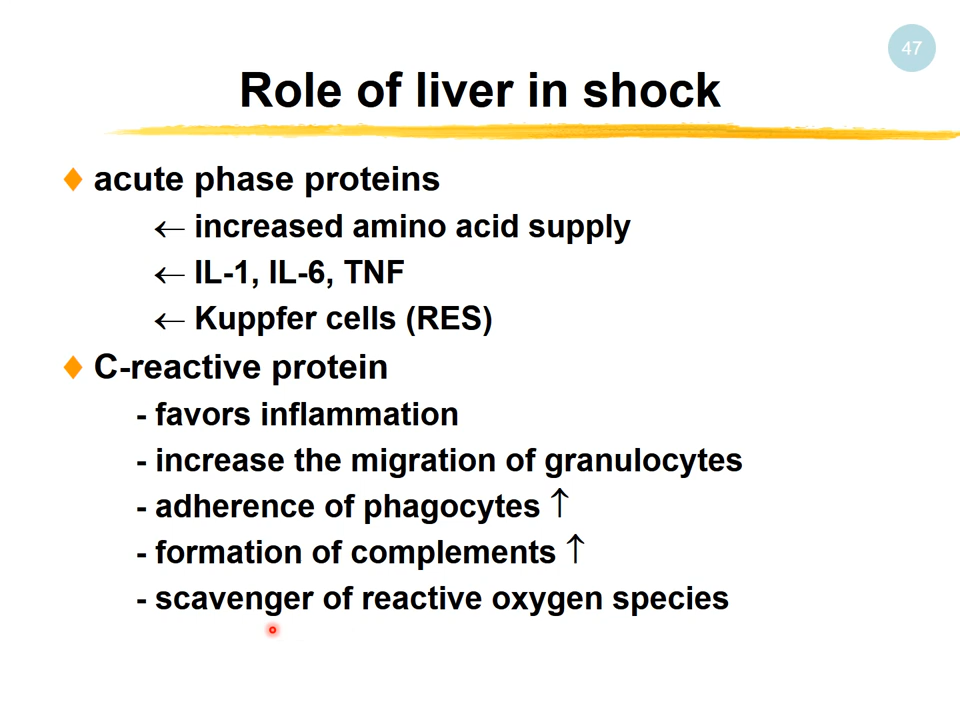 47
Role of liver in shock
♦ acute phase proteins
← increased amino acid supply
← IL-1, IL-6, TNF
← Kuppfer cells (RES)
♦ C-reactive protein
- favors inflammation
- increase the migration of granulocytes
- adherence of phagocytes ↑
- formation of complements ↑
- scavenger of reactive oxygen species